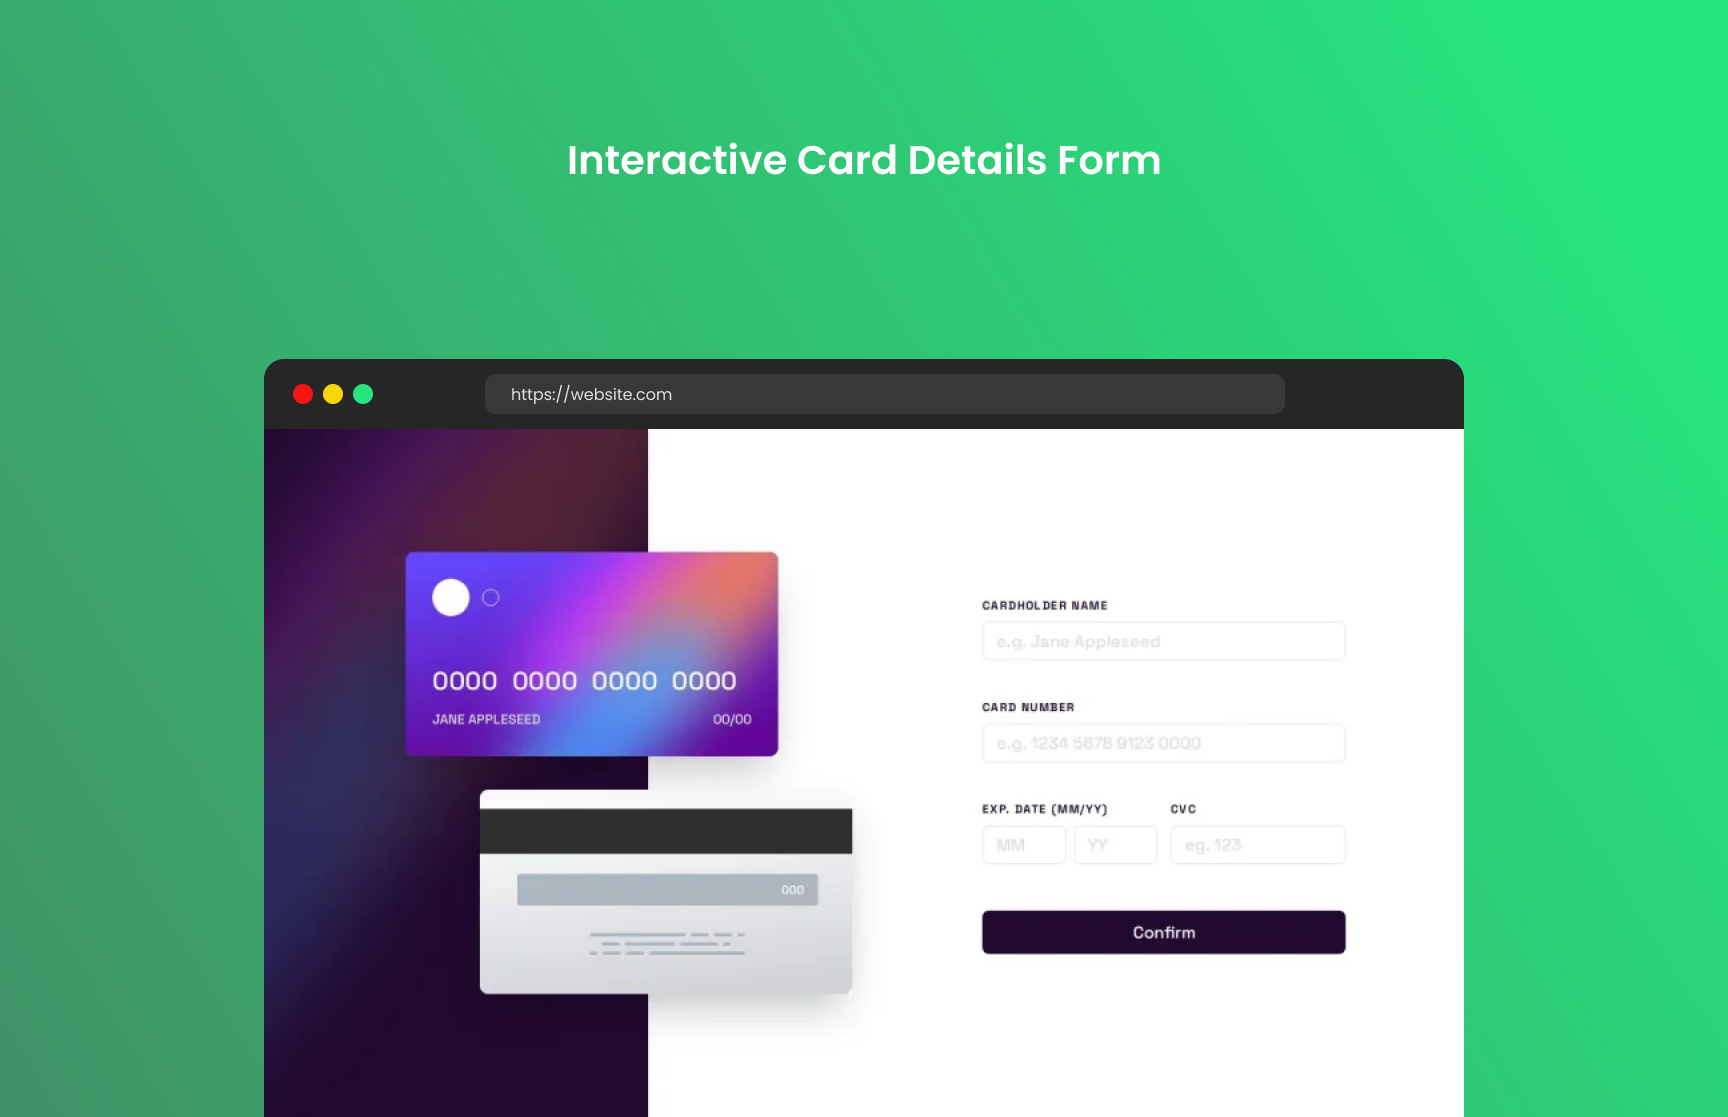 Interactive Card Details Form
https://website.com
0000 0000 0000 0000
JANE APPLESEED 00/00
000
CARDHOLDER NAME
e.g. Jane Appleseed
CARD NUMBER
e.g. 1234 5678 9123 0000
EXP. DATE (MM/YY) CVC
MM YY eg. 123
Confirm